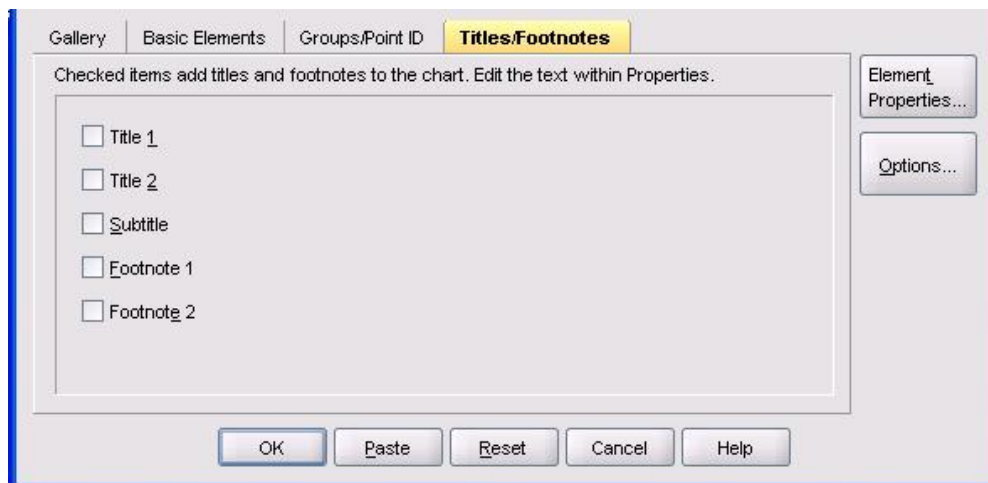 Gallery Basic Elements Groups/Point ID Titles/Footnotes
Checked items add titles and footnotes to the chart. Edit the text within Properties.
Element Properties...
Options...
Title 1
Title 2
Subtitle
Footnote 1
Footnote 2
OK Paste Reset Cancel Help